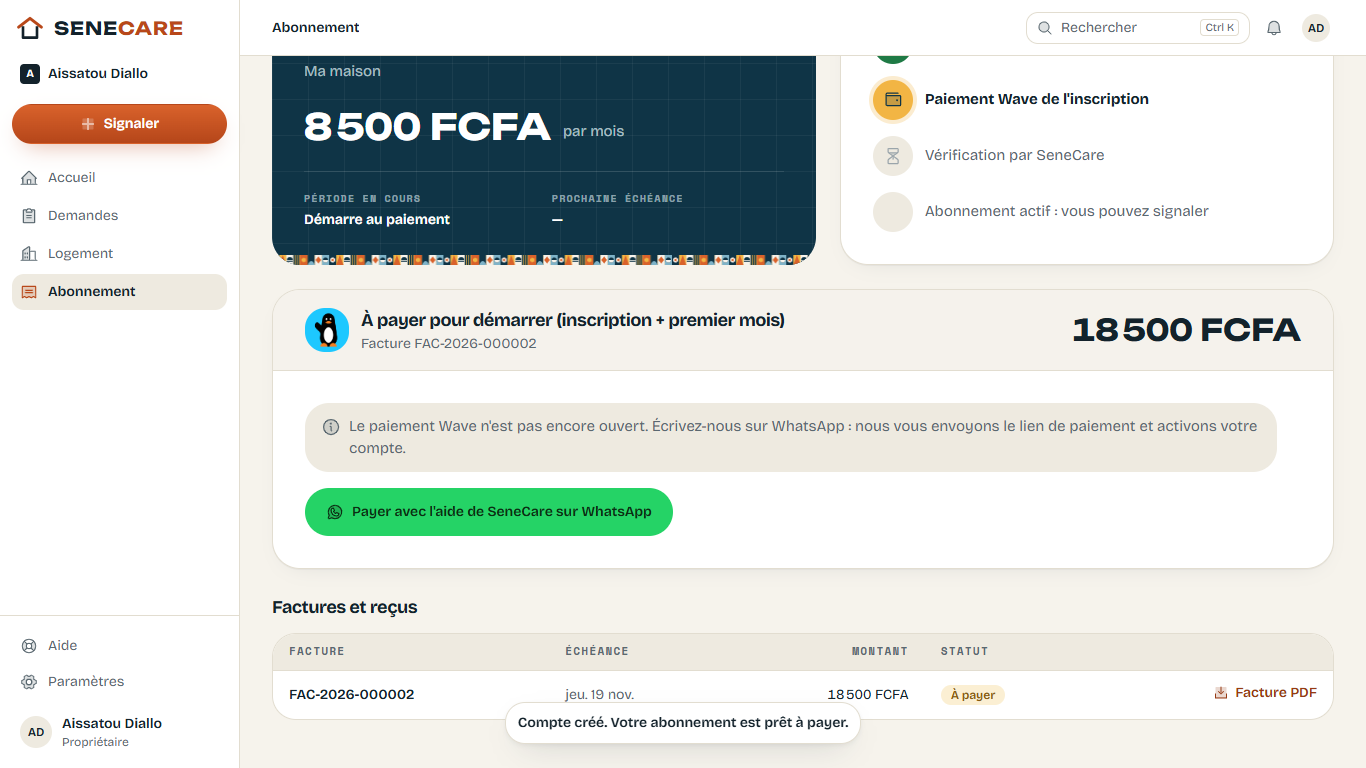 SENECARE
A Aissatou Diallo
Signaler
Accueil
Demandes
Logement
Abonnement
Aide
Paramètres
AD Aissatou Diallo
Propriétaire
Abonnement
Rechercher Ctrl K
AD
Ma maison
8 500 FCFA par mois
PÉRIODE EN COURS PROCHAINE ÉCHÉANCE
Démarre au paiement —
Paiement Wave de l'inscription
Vérification par SeneCare
Abonnement actif : vous pouvez signaler
À payer pour démarrer (inscription + premier mois)
Facture FAC-2026-000002
18 500 FCFA
Le paiement Wave n'est pas encore ouvert. Écrivez-nous sur WhatsApp : nous vous envoyons le lien de paiement et activons votre
compte.
Payer avec l'aide de SeneCare sur WhatsApp
Factures et reçus
FACTURE ÉCHÉANCE MONTANT STATUT
FAC-2026-000002 jeu. 19 nov. 18 500 FCFA À payer Facture PDF
Compte créé. Votre abonnement est prêt à payer.